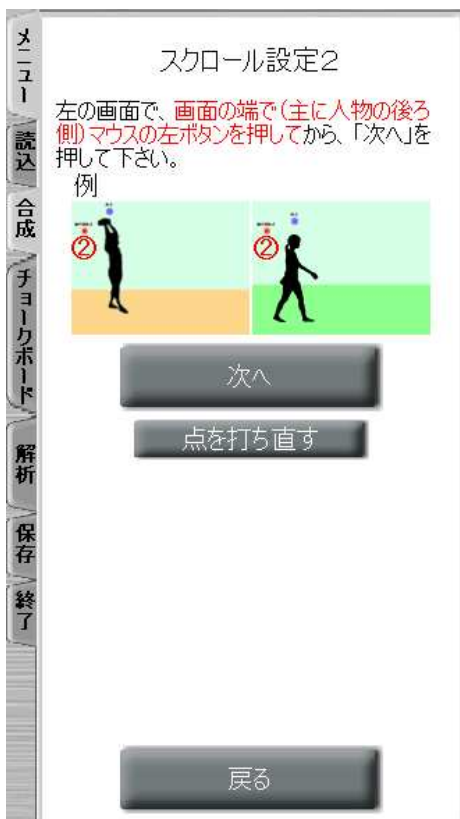 メニュー
読込
合成
チョークボード
解析
保存
終了
スクロール設定2
左の画面で、画面の端で(主に人物の後ろ
側)マウスの左ボタンを押してから、「次へ」を
押して下さい。
例
②
②
次へ
点を打ち直す
戻る